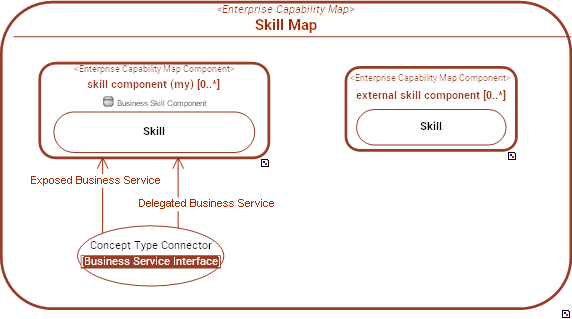 <Enterprise Capability Map>
Skill Map
<Enterprise Capability Map Component>
skill component (my) [0..*]
Business Skill Component
Skill
<Enterprise Capability Map Component>
external skill component [0..*]
Skill
Exposed Business Service
Delegated Business Service
Concept Type Connector
[Business Service Interface]